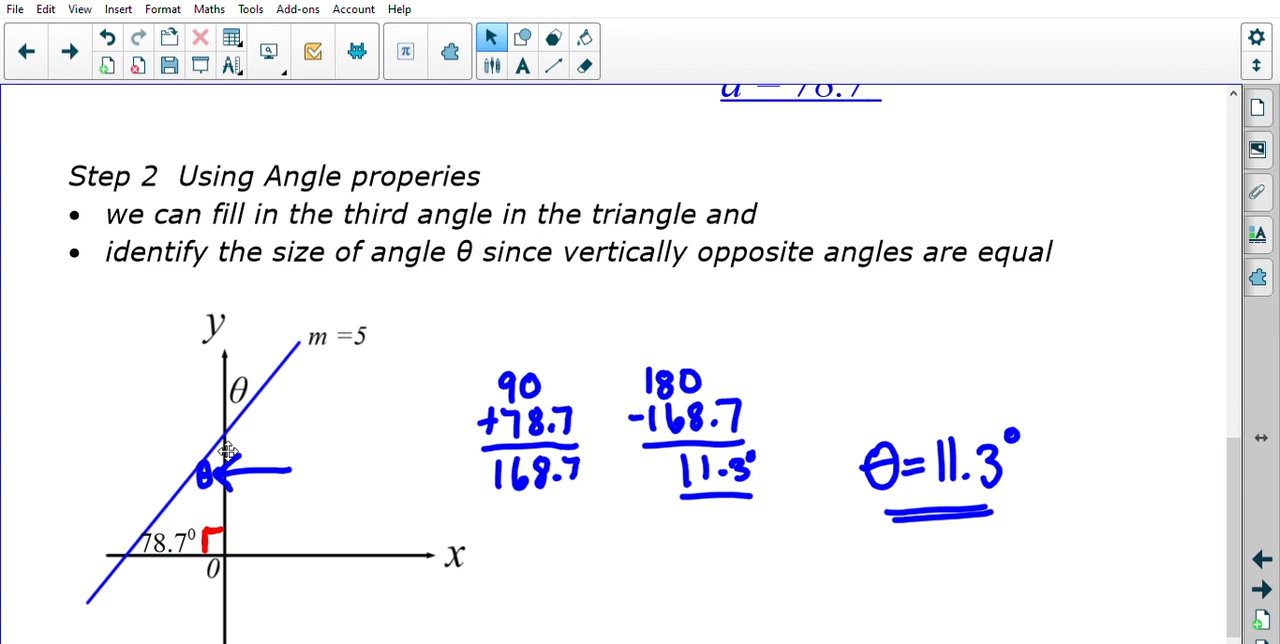 File Edit View Insert Format Maths Tools Add-ons Account Help
Step 2 Using Angle properies
• we can fill in the third angle in the triangle and
• identify the size of angle θ since vertically opposite angles are equal
y
m =5
θ
θ
78.7⁰
0
x
90
+78.7
168.7
180
-168.7
11.3°
θ=11.3°